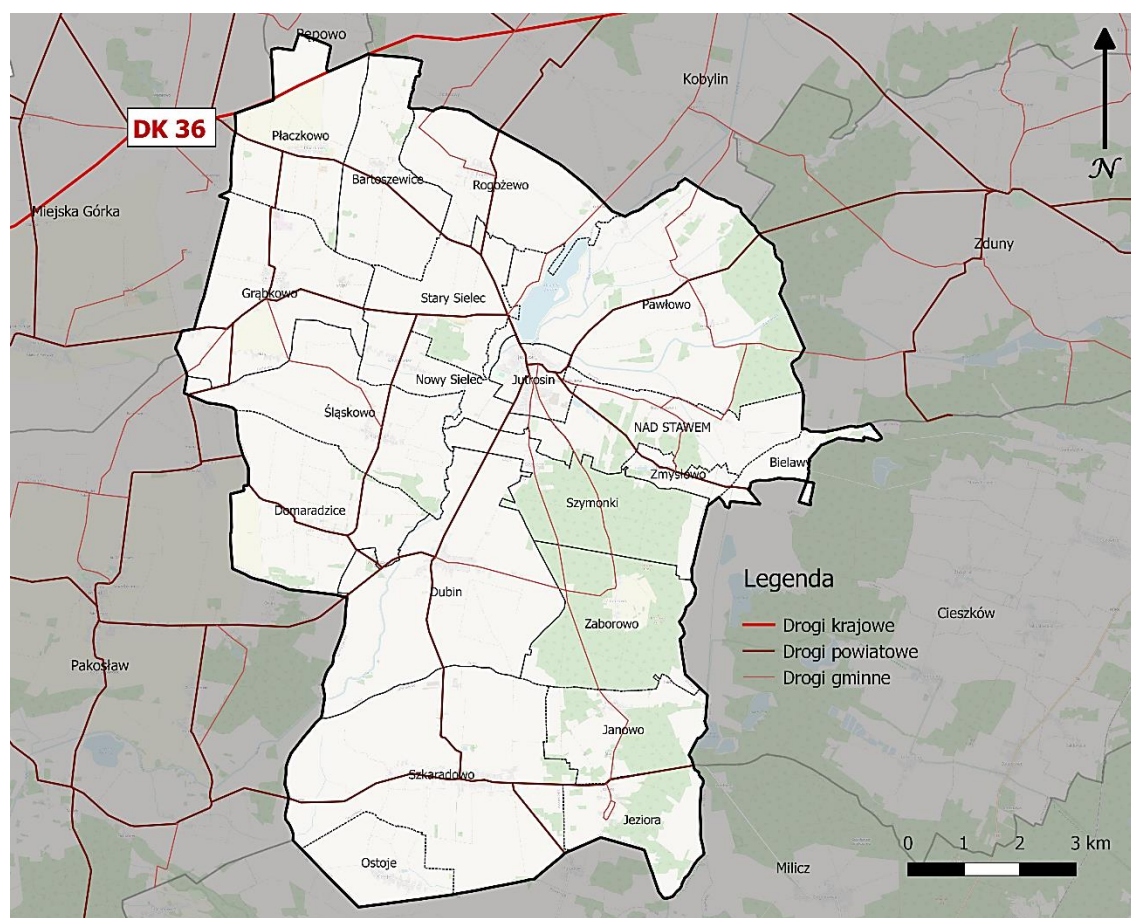 Pępowo
Kobylin
DK 36
Płaczkowo
N
Bartoszewice
Rogożewo
Miejska Górka
Zduny
Grąbkowo
Stary Sielec
Pawłowo
Nowy Sielec
Jutrosin
Śląskowo
NAD STAWEM
Bielawy
Zmysłowo
Szymonki
Domaradzice
Legenda
Dubin
Cieszków
Zaborowo
Drogi krajowe
Drogi powiatowe
Pakosław
Drogi gminne
Janowo
Szkaradowo
Jeziora
0 1 2 3 km
Ostoje
Milicz